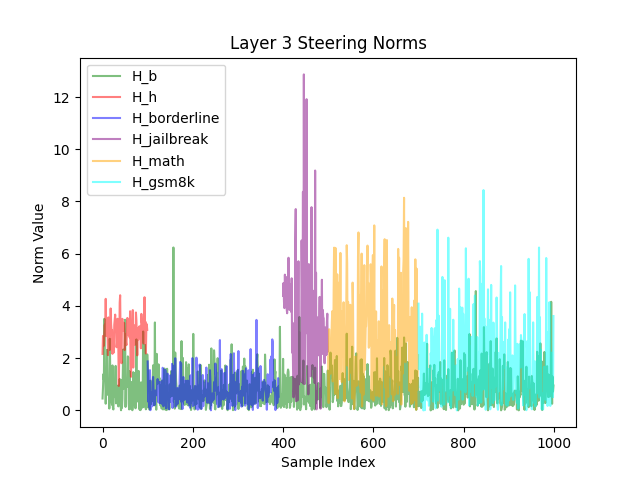 Layer 3 Steering Norms
H_b
H_h
H_borderline
H_jailbreak
H_math
H_gsm8k
Norm Value
12
10
8
6
4
2
0
0 200 400 600 800 1000
Sample Index